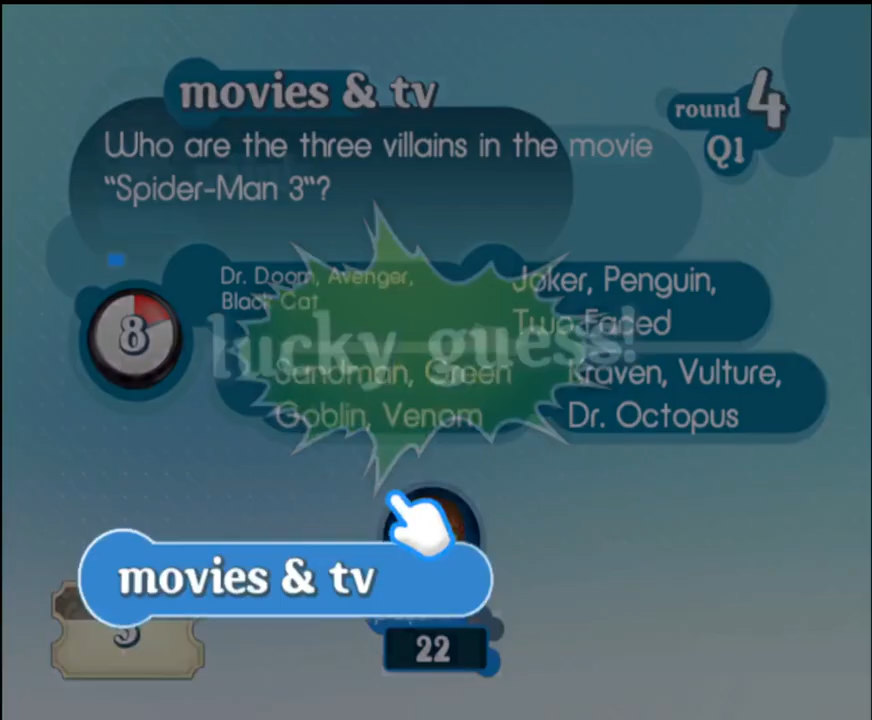 movies & tv
round 4
Q1
Who are the three villains in the movie
"Spider-Man 3"?
8
Dr. Doom, Avenger,
Black Cat
Joker, Penguin,
Two-Faced
lucky guess!
Sandman, Green
Goblin, Venom
Kraven, Vulture,
Dr. Octopus
movies & tv
22